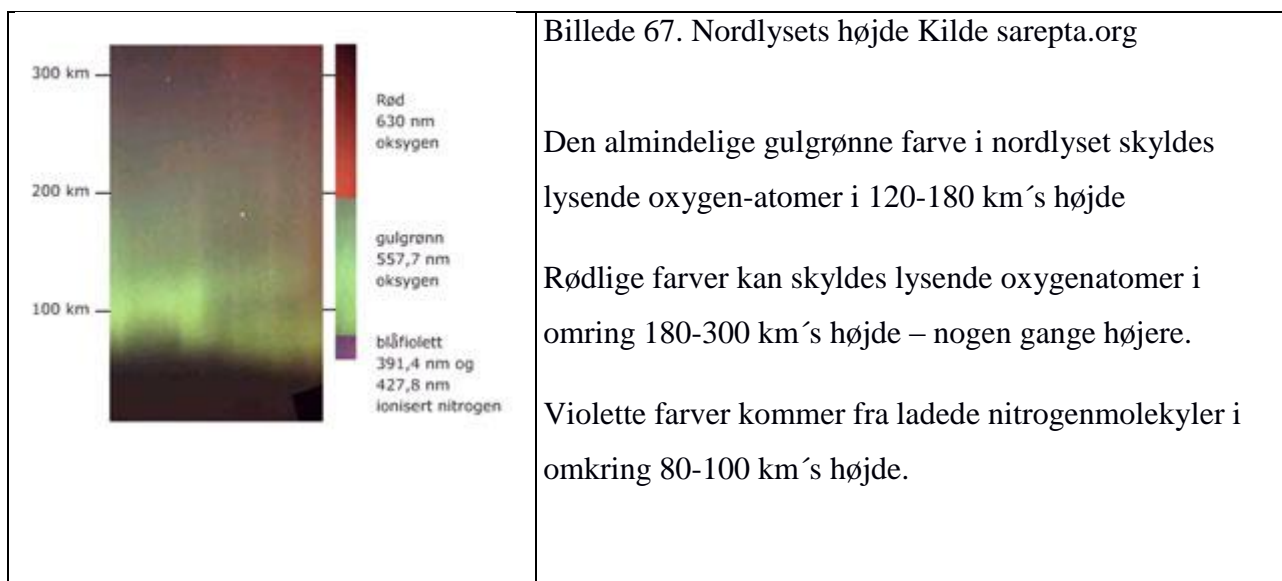 300 km
200 km
100 km
Rød
630 nm
oksygen
gulgrønn
557,7 nm
oksygen
blåfiolett
391,4 nm og
427,8 nm
ionisert nitrogen
Billede 67. Nordlysets højde Kilde sarepta.org
Den almindelige gulgrønne farve i nordlyset skyldes
lysende oxygen-atomer i 120-180 km´s højde
Rødlige farver kan skyldes lysende oxygenatomer i
omring 180-300 km´s højde – nogen gange højere.
Violette farver kommer fra ladede nitrogenmolekyler i
omkring 80-100 km´s højde.